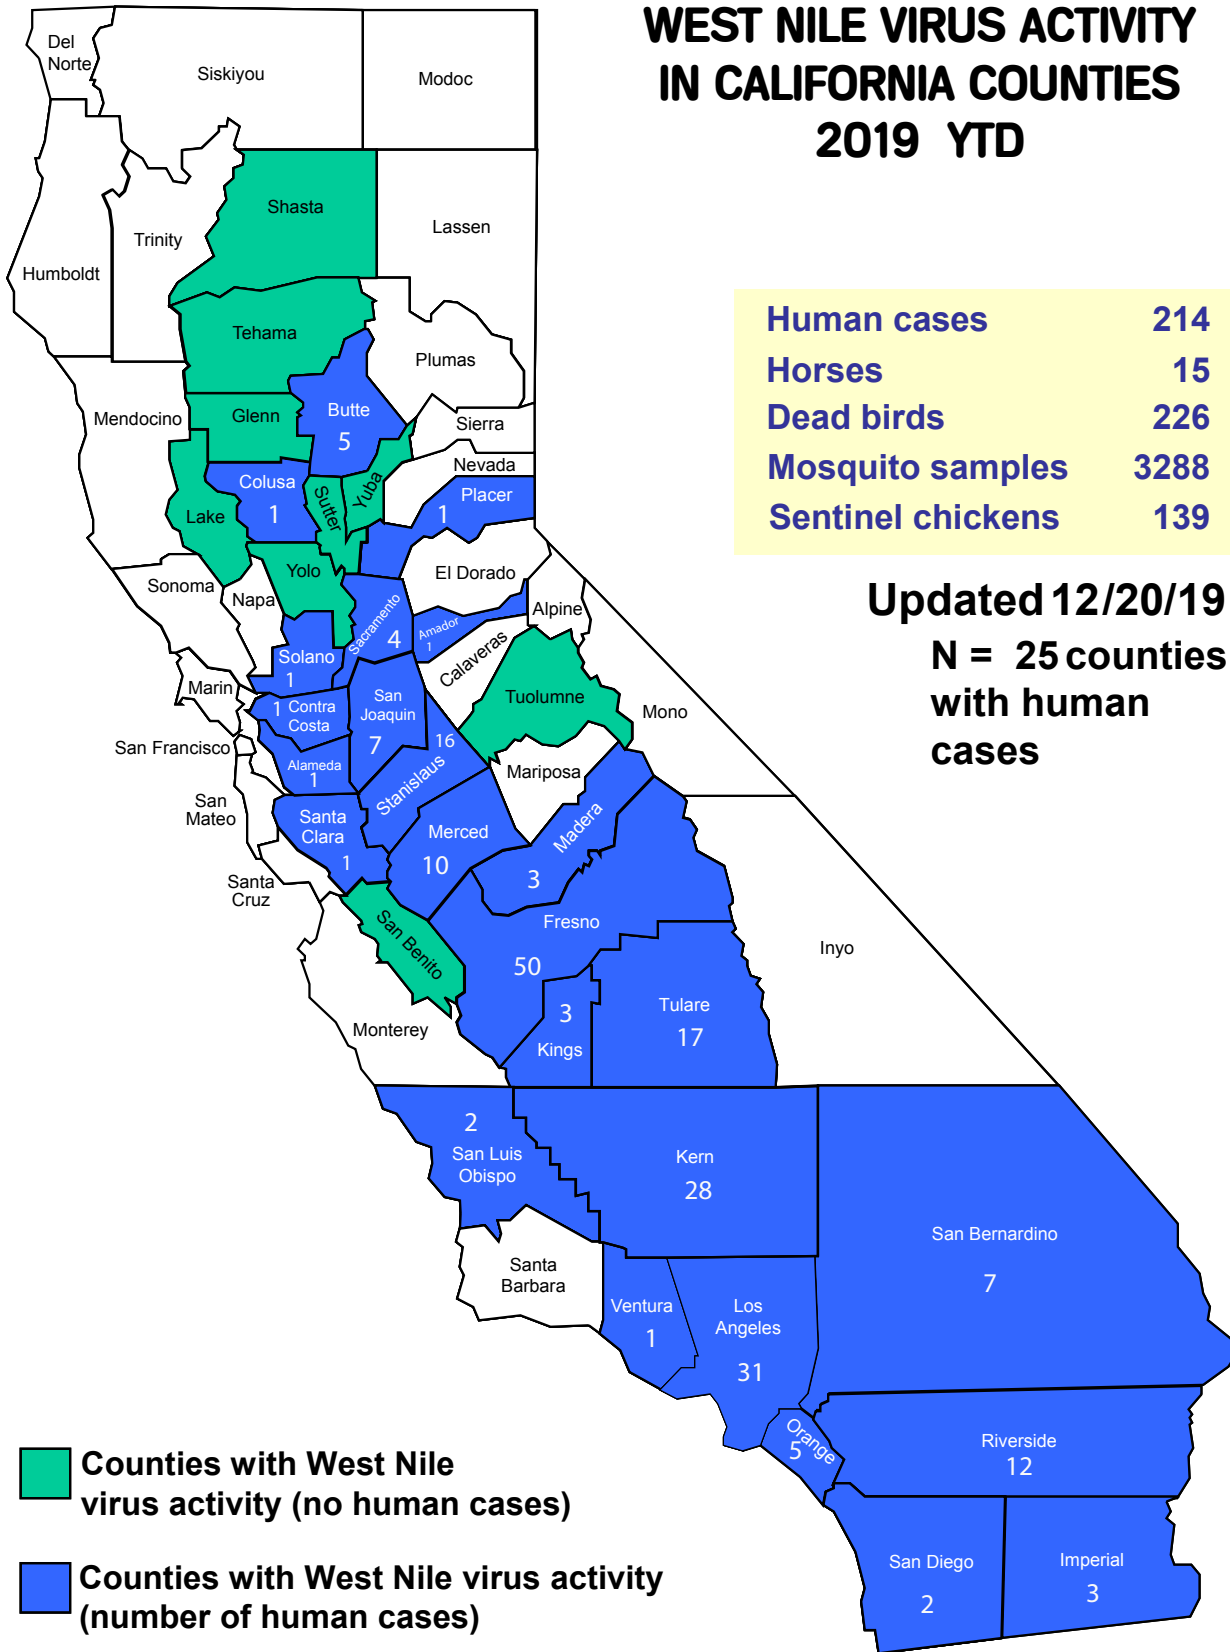 WEST NILE VIRUS ACTIVITY
IN CALIFORNIA COUNTIES
2019 YTD
Del
Norte
Siskiyou
Modoc
Shasta
Lassen
Trinity
Humboldt
Human cases 214
Horses 15
Dead birds 226
Mosquito samples 3288
Sentinel chickens 139
Tehama
Plumas
Mendocino
Glenn
Butte
5
Sierra
Nevada
Colusa
1
Sutter
Yuba
Placer
1
Lake
Yolo
El Dorado
Sonoma
Napa
Sacramento
4
Amador
1
Alpine
Updated 12/20/19
N = 25 counties
with human
cases
Solano
1
Calaveras
Marin
1 Contra
Costa
San
Joaquin
7
Tuolumne
Mono
San Francisco
Alameda
1
16
Stanislaus
Mariposa
San
Mateo
Santa
Clara
1
Merced
10
Madera
3
Santa
Cruz
San Benito
Fresno
50
Inyo
Monterey
3
Kings
Tulare
17
2
San Luis
Obispo
Kern
28
San Bernardino
7
Santa
Barbara
Ventura
1
Los
Angeles
31
Orange
5
Riverside
12
Counties with West Nile
virus activity (no human cases)
San Diego
2
Imperial
3
Counties with West Nile virus activity
(number of human cases)